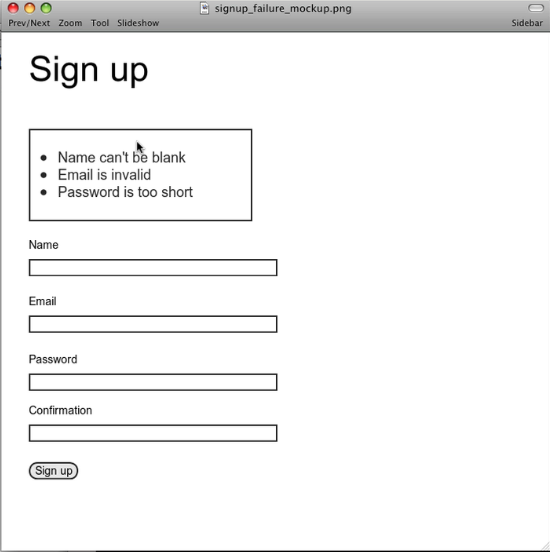 signup_failure_mockup.png
Prev/Next Zoom Tool Slideshow Sidebar
Sign up
Name can't be blank
Email is invalid
Password is too short
Name
Email
Password
Confirmation
Sign up